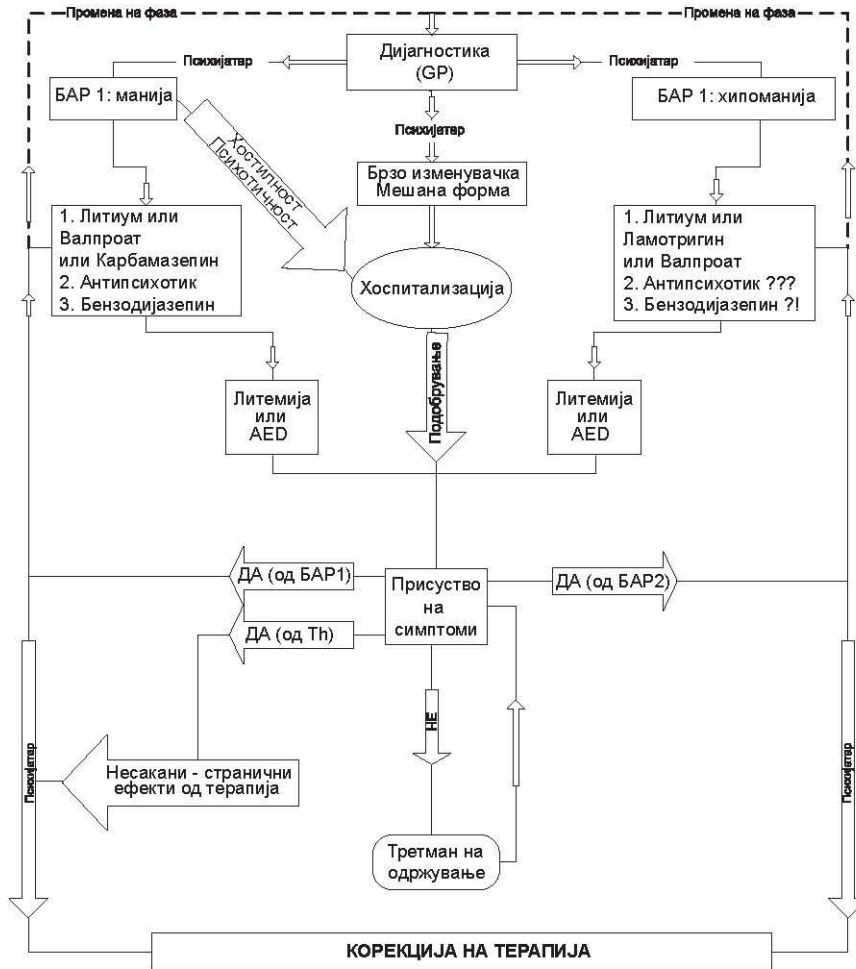 Промена на фаза
Промена на фаза
Дијагностика
(GP)
Психијатар
Психијатар
БАР 1: манија
БАР 1: хипоманија
Психијатар
Хостилност
Психотичност
Брзо изменувачка
Мешана форма
1. Литиум или
Валпроат
или Карбамазепин
2. Антипсихотик
3. Бензодијазепин
Хоспитализација
1. Литиум или
Ламотригин
или Валпроат
2. Антипсихотик ???
3. Бензодијазепин ?!
Литемија
или
AED
Подобрување
Литемија
или
AED
ДА (од БАР1)
Присуство
на
симптоми
ДА (од БАР2)
ДА (од Th)
НЕ
Психијатар
Несакани - странични
ефекти од терапија
Психијатар
Третман на
одржување
КОРЕКЦИЈА НА ТЕРАПИЈА